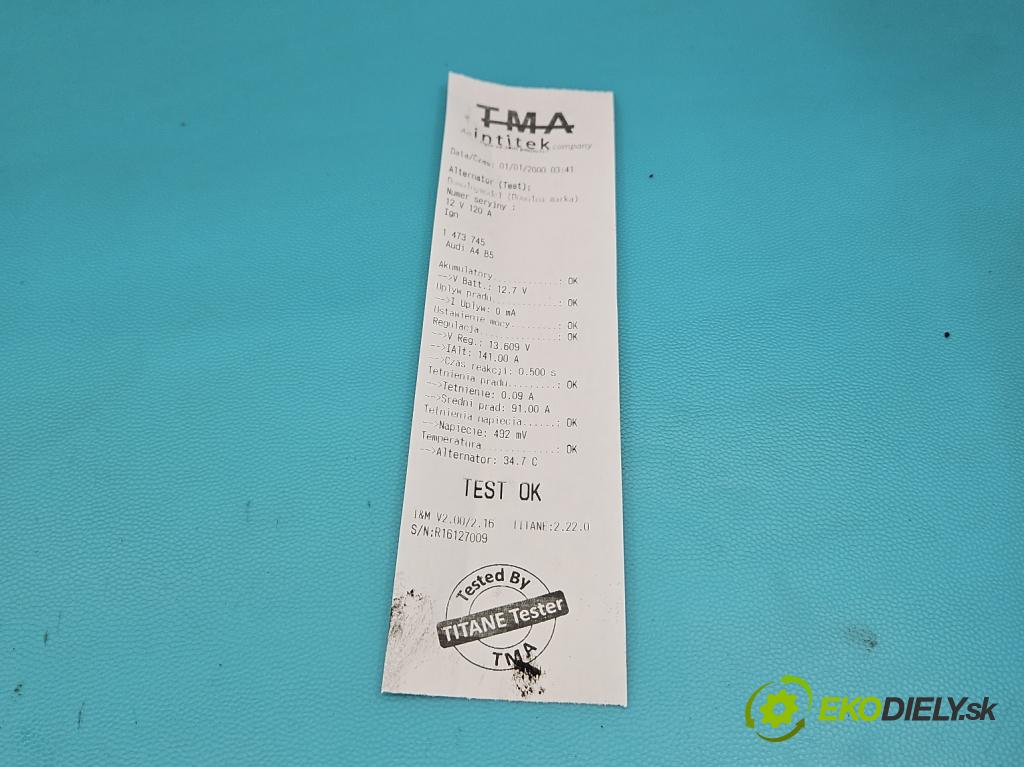 TMA
intitek
company
Data/Czas: 01/01/2000 03:41
Alternator (Test):
Dowolnymodel (Dowolna marka)
Numer seryjny :
12 V 120 A
Ign
1 473 745
Audi A4 B5
Akumulatory..........: OK
-->V Batt.: 12.7 V
Uplyw pradu..........: OK
-->I Uplyw: 0 mA
Ustawienie mocy........: OK
Regulacja............: OK
-->V Reg.: 13.609 V
-->IAlt: 141.00 A
-->Czas reakcji: 0.500 s
Tetnienia pradu........: OK
-->Tetnienie: 0.09 A
-->Sredni prad: 91.00 A
Tetnienia napiecia......: OK
-->Napiecie: 492 mV
Temperatura............: OK
-->Alternator: 34.7 C
TEST OK
I&M V2.00/2.16 TITANE:2.22.0
S/N:R16127009
Tested By
TITANE Tester
TMA
EKODIELY.sk